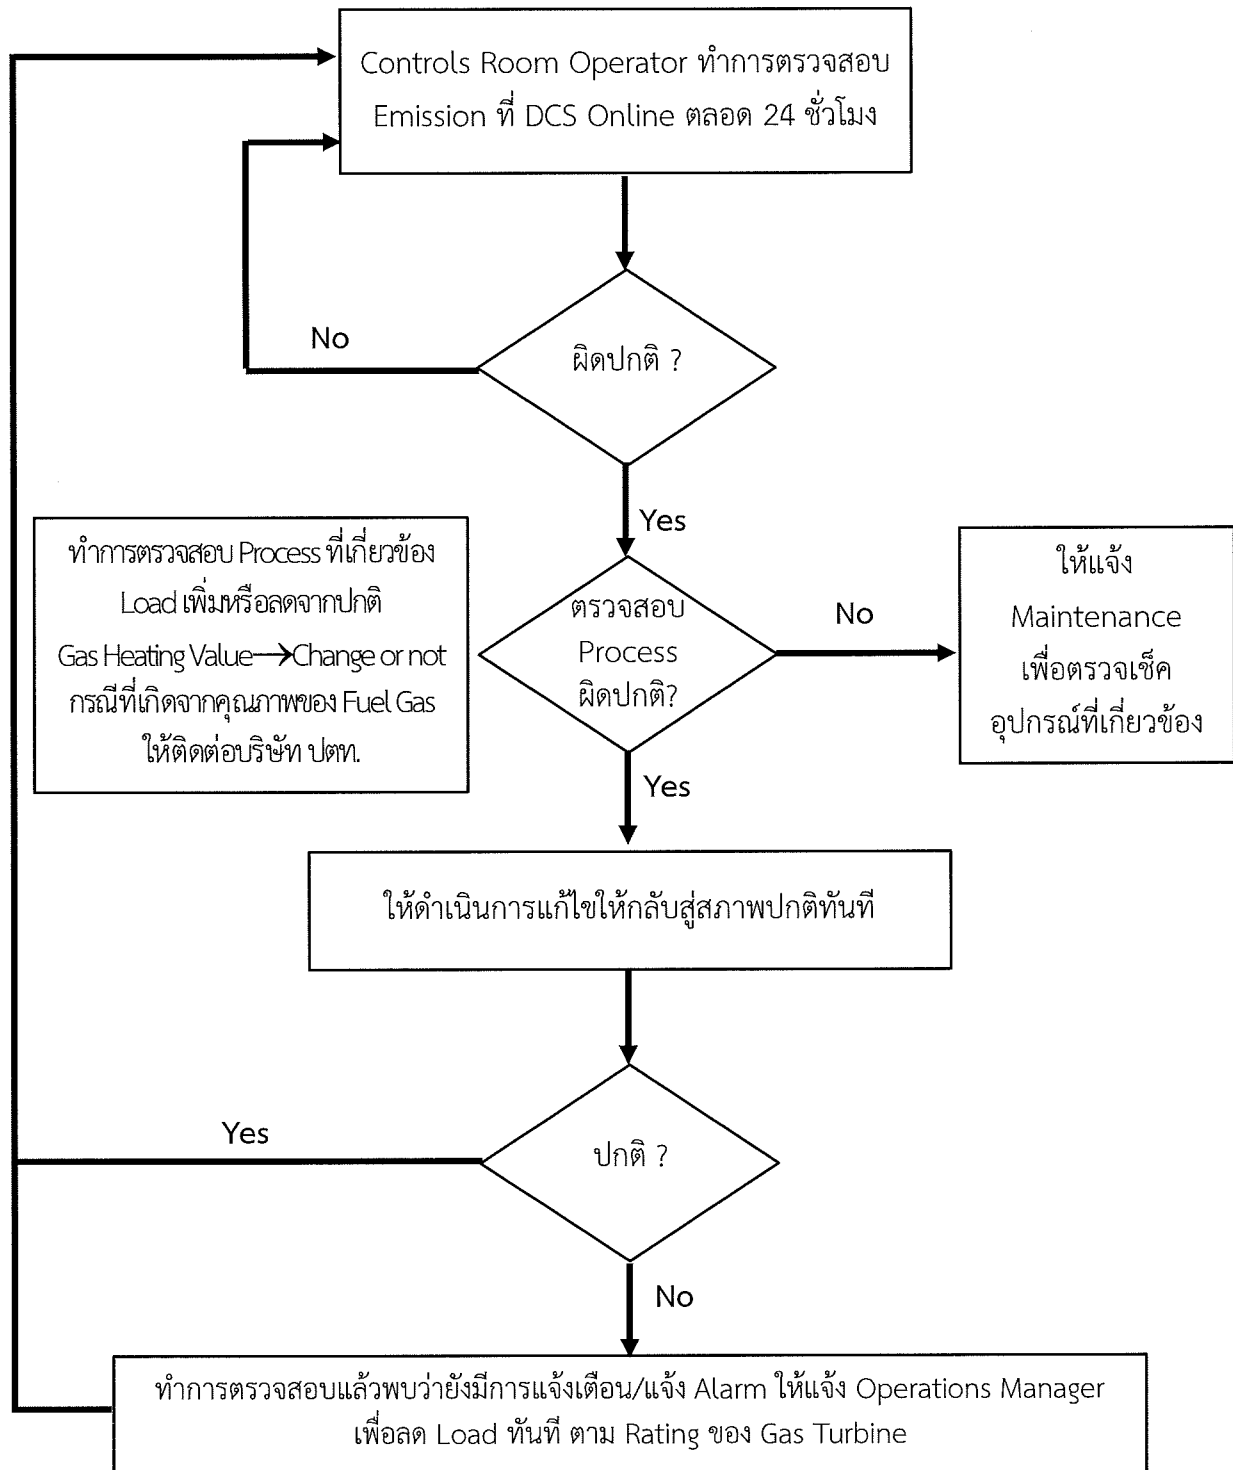 Controls Room Operator ทำการตรวจสอบ
Emission ที่ DCS Online ตลอด 24 ชั่วโมง
No
ผิดปกติ ?
Yes
ทำการตรวจสอบ Process ที่เกี่ยวข้อง
Load เพิ่มหรือลดจากปกติ
Gas Heating Value→Change or not
กรณีที่เกิดจากคุณภาพของ Fuel Gas
ให้ติดต่อบริษัท ปตท.
ตรวจสอบ
Process
ผิดปกติ?
No
ให้แจ้ง
Maintenance
เพื่อตรวจเช็ค
อุปกรณ์ที่เกี่ยวข้อง
Yes
ให้ดำเนินการแก้ไขให้กลับสู่สภาพปกติทันที
Yes
ปกติ ?
No
ทำการตรวจสอบแล้วพบว่ายังมีการแจ้งเตือน/แจ้ง Alarm ให้แจ้ง Operations Manager
เพื่อลด Load ทันที ตาม Rating ของ Gas Turbine